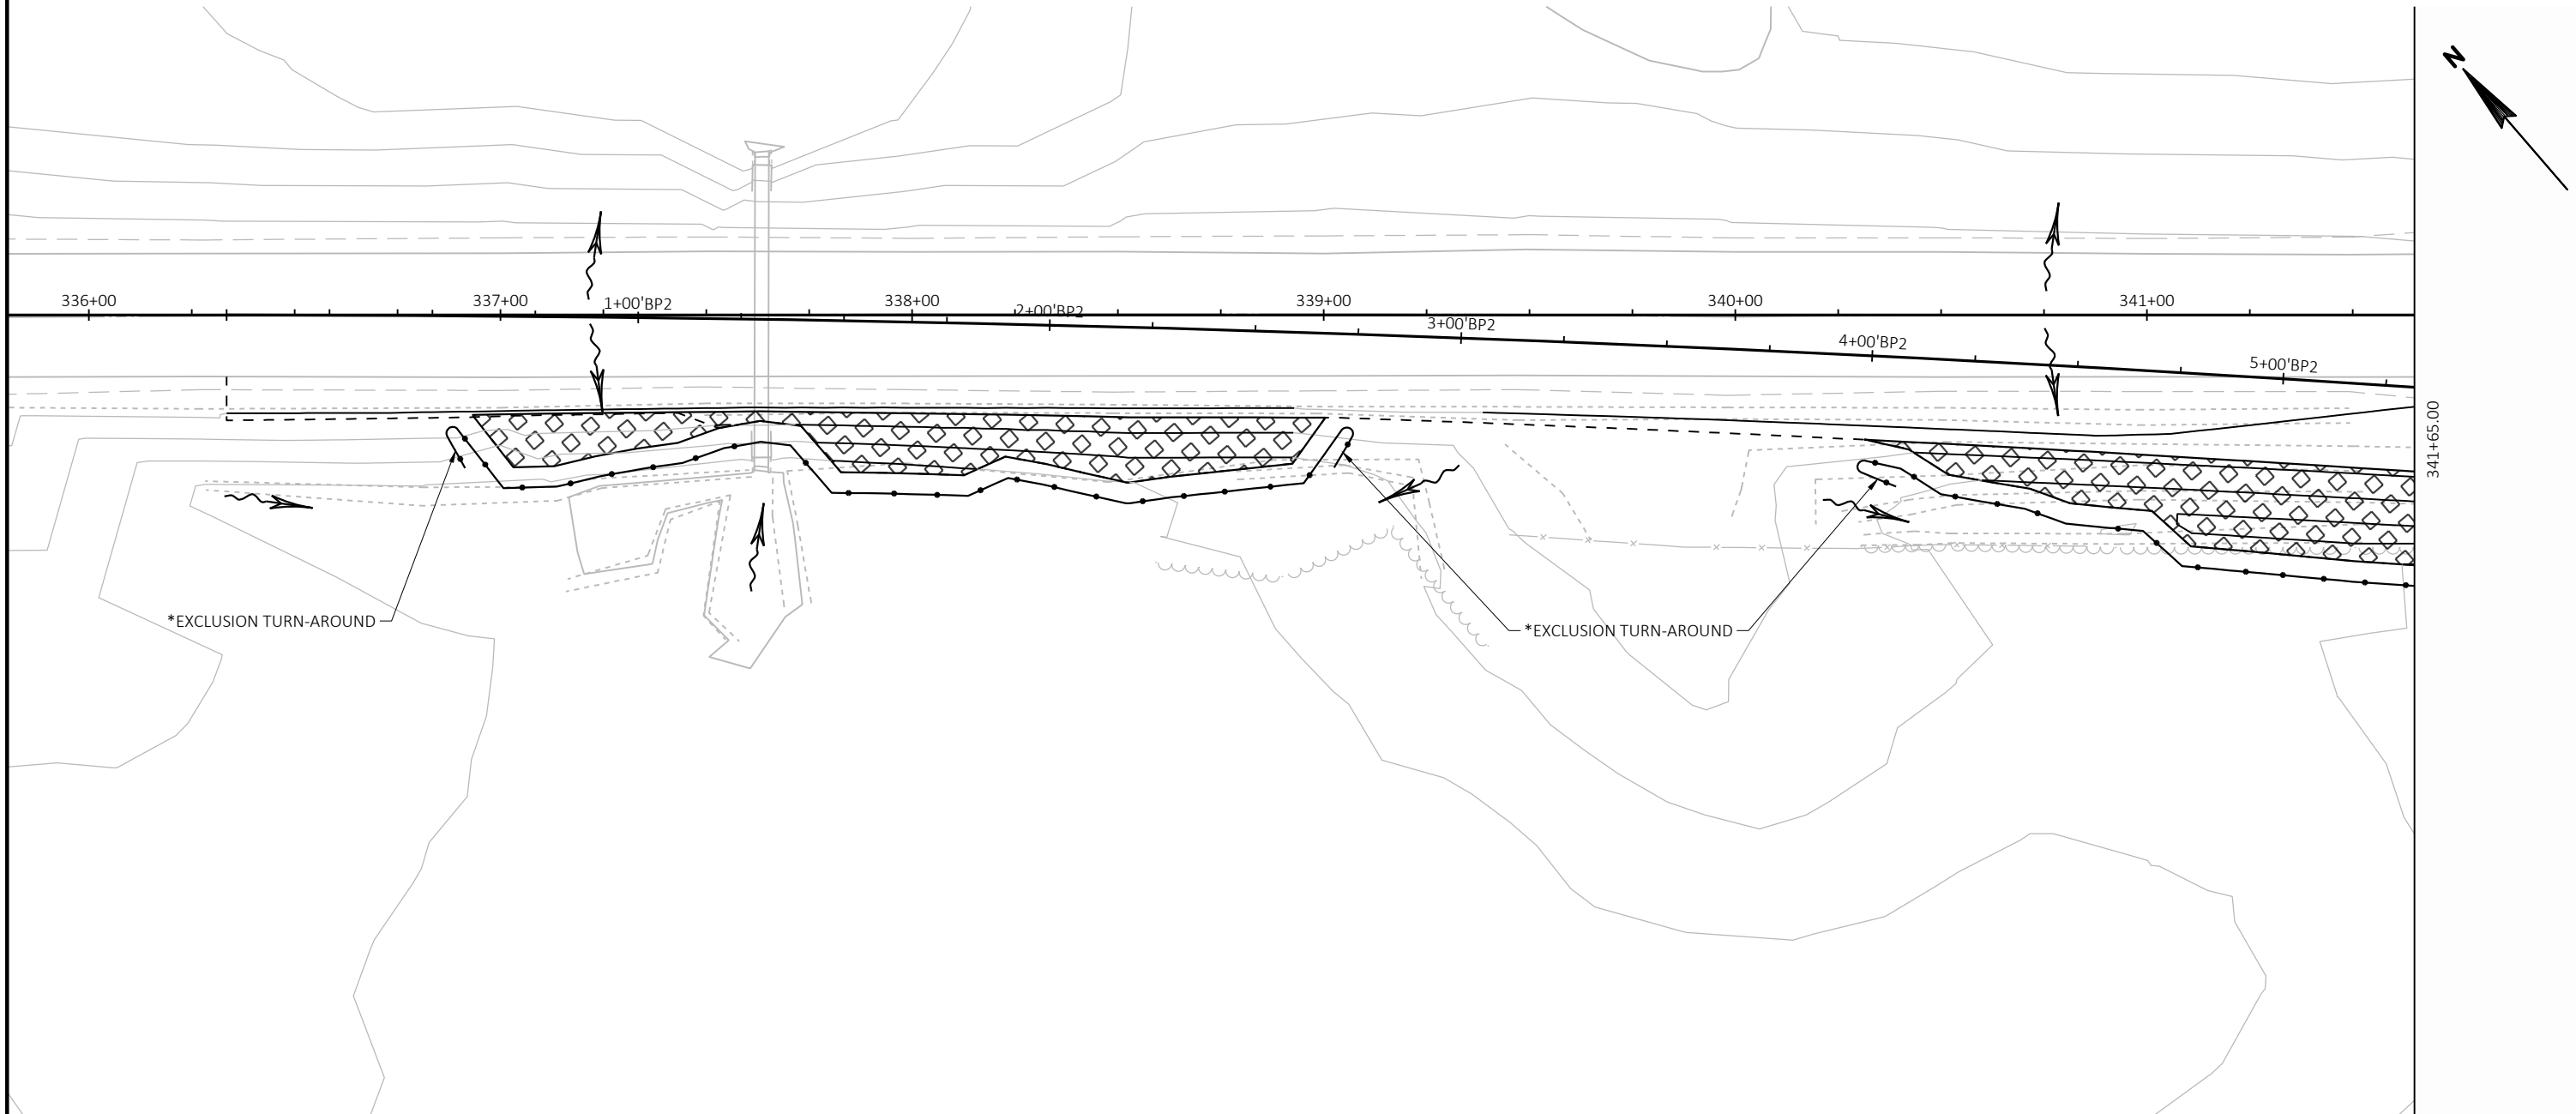 N
336+00
337+00
1+00'BP2
338+00
2+00'BP2
339+00
3+00'BP2
340+00
4+00'BP2
341+00
5+00'BP2
341+65.00
*EXCLUSION TURN-AROUND
*EXCLUSION TURN-AROUND